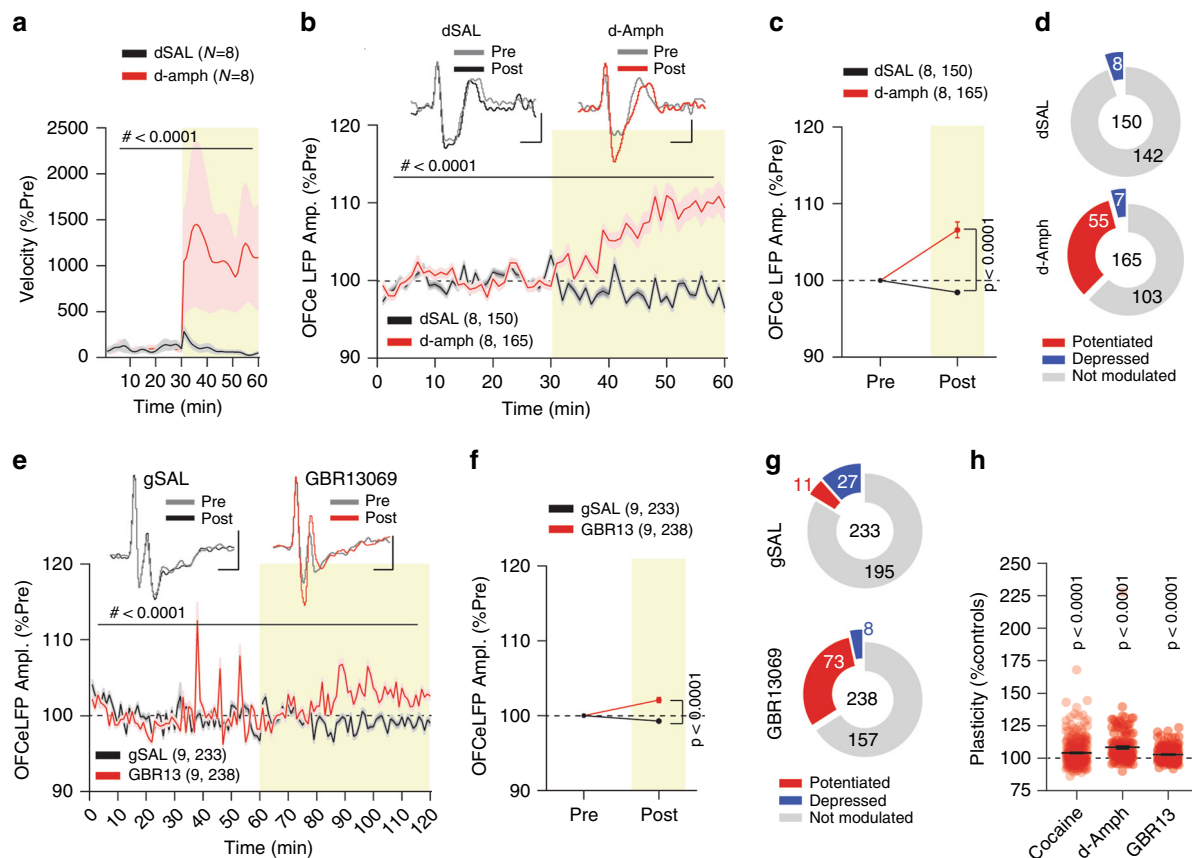 a
dSAL (N=8)
d-amph (N=8)
# < 0.0001
Velocity (%Pre)
2500
2000
1500
1000
500
0
10 20 30 40 50 60
Time (min)
b
dSAL
Pre
Post
d-Amph
Pre
Post
# < 0.0001
OFCe LFP Amp. (%Pre)
120
110
100
90
dSAL (8, 150)
d-amph (8, 165)
0 10 20 30 40 50 60
Time (min)
c
dSAL (8, 150)
d-amph (8, 165)
OFCe LFP Amp. (%Pre)
120
110
100
90
p < 0.0001
Pre Post
d
dSAL
8
150
142
d-Amph
55
7
165
103
Potentiated
Depressed
Not modulated
e
gSAL
Pre
Post
GBR13069
Pre
Post
# < 0.0001
OFCeLFP Ampl. (%Pre)
120
110
100
90
gSAL (9, 233)
GBR13 (9, 238)
0 10 20 30 40 50 60 70 80 90 100 110 120
Time (min)
f
gSAL (9, 233)
GBR13 (9, 238)
OFCeLFP Ampl. (%Pre)
120
110
100
90
p < 0.0001
Pre Post
g
gSAL
11
27
233
195
GBR13069
73
8
238
157
Potentiated
Depressed
Not modulated
h
Plasticity (%controls)
250
225
200
175
150
125
100
75
p < 0.0001
p < 0.0001
p < 0.0001
Cocaine
d-Amph
GBR13